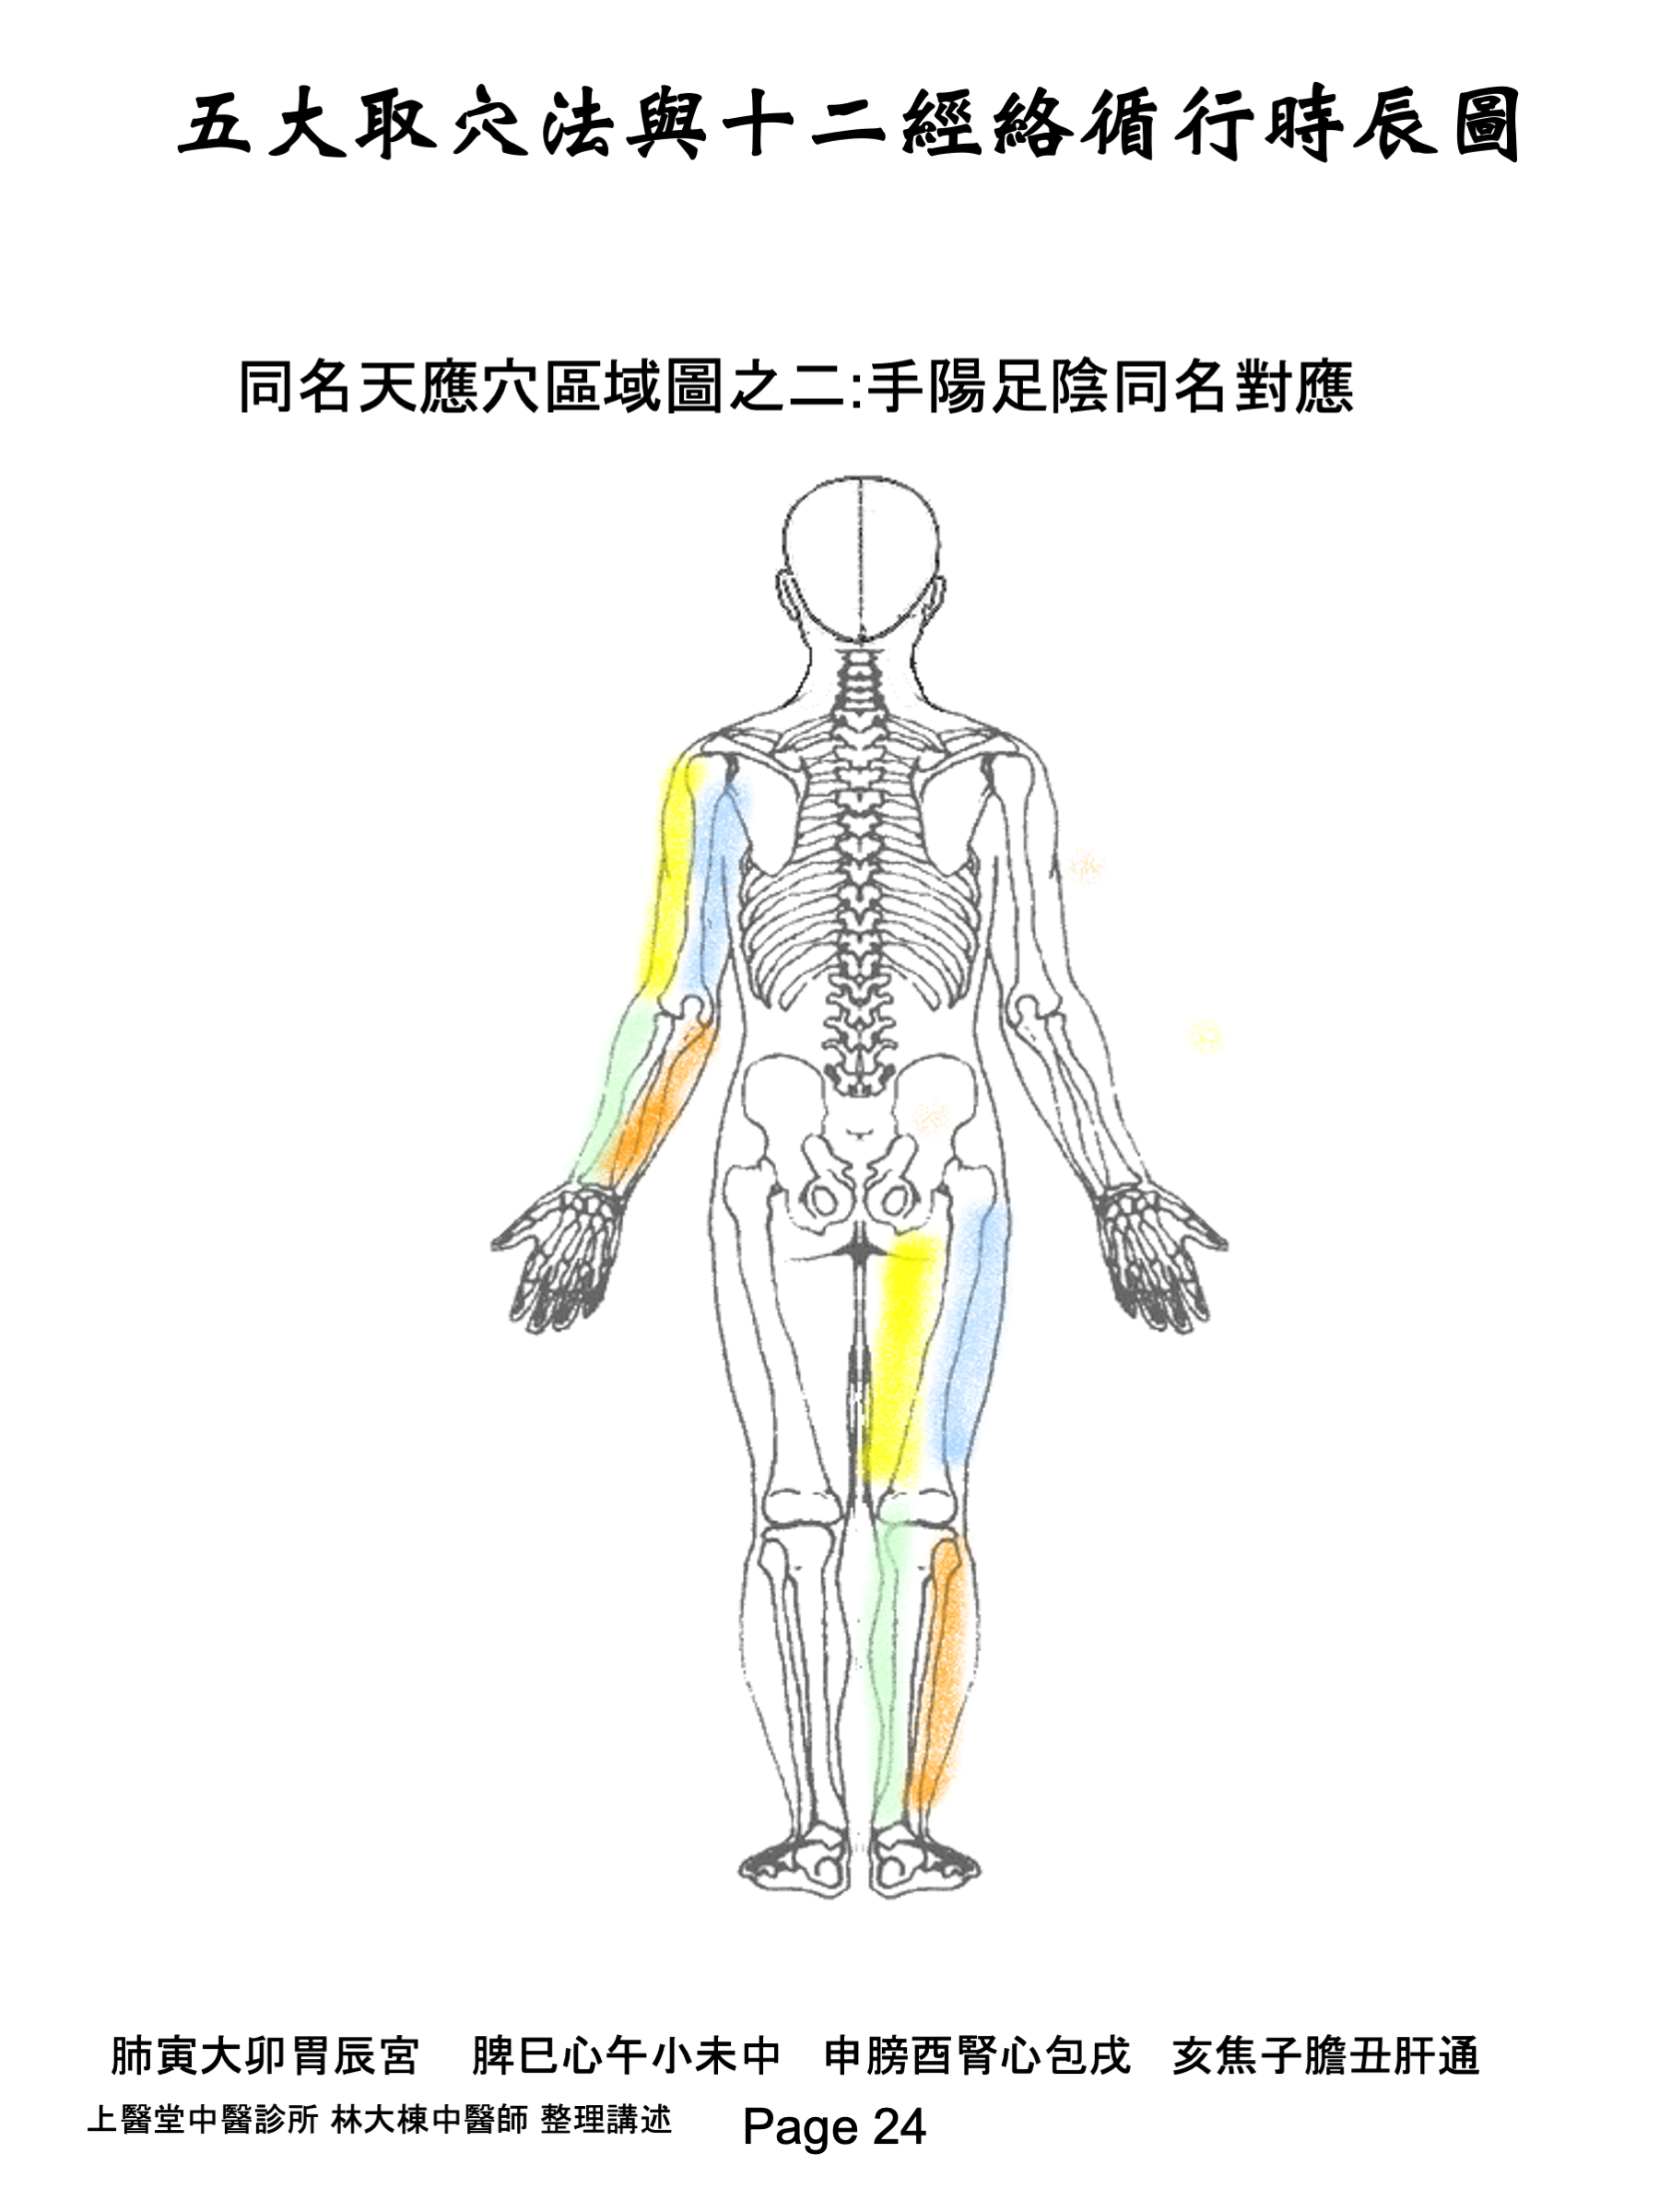 五大取穴法與十二經絡循行時辰圖
同名天應穴區域圖之二:手陽足陰同名對應
肺寅大卯胃辰宮 脾巳心午小未中 申膀酉腎心包戌 亥焦子膽丑肝通
上醫堂中醫診所 林大棟中醫師 整理講述 Page 24